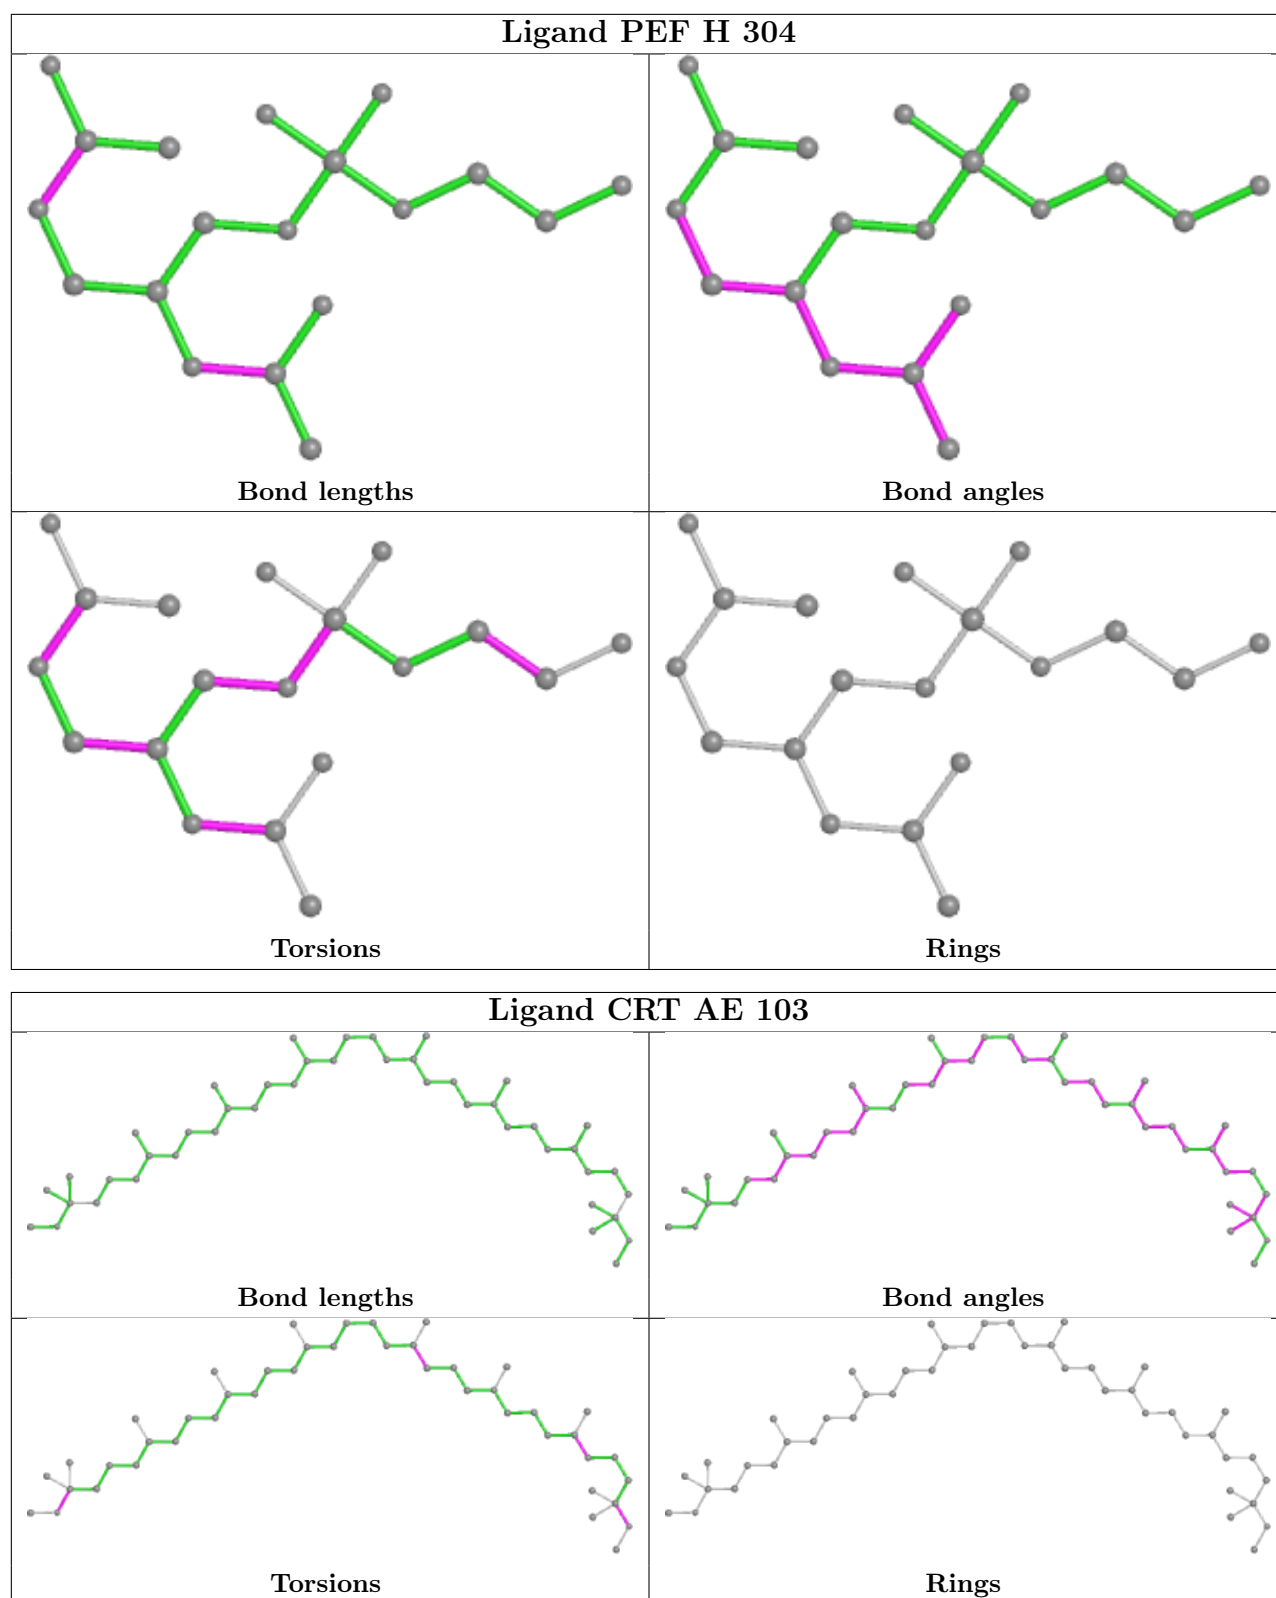 Ligand PEF H 304
Bond lengths
Bond angles
Torsions
Rings
Ligand CRT AE 103
Bond lengths
Bond angles
Torsions
Rings